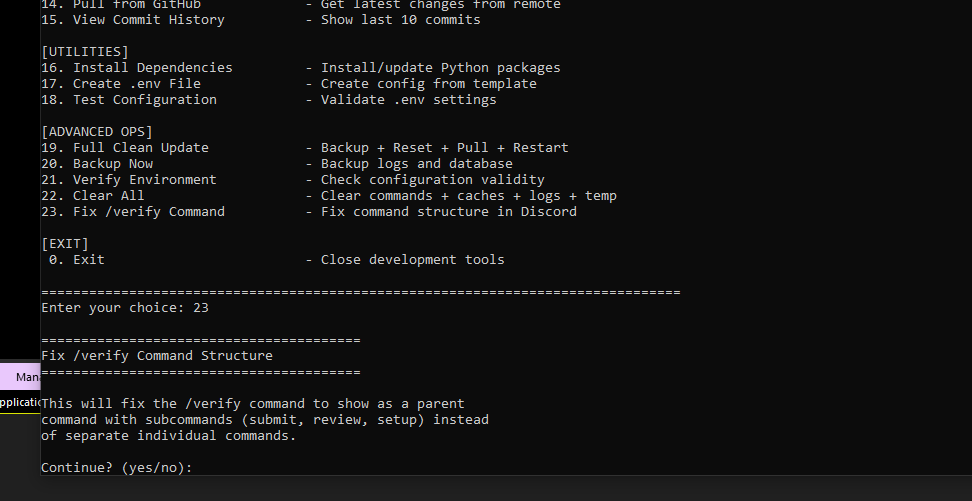 14. Pull from GitHub - Get latest changes from remote
15. View Commit History - Show last 10 commits
[UTILITIES]
16. Install Dependencies - Install/update Python packages
17. Create .env File - Create config from template
18. Test Configuration - Validate .env settings
[ADVANCED OPS]
19. Full Clean Update - Backup + Reset + Pull + Restart
20. Backup Now - Backup logs and database
21. Verify Environment - Check configuration validity
22. Clear All - Clear commands + caches + logs + temp
23. Fix /verify Command - Fix command structure in Discord
[EXIT]
0. Exit - Close development tools
================================================================================
Enter your choice: 23
========================================
Fix /verify Command Structure
========================================
Man
pplicatic
This will fix the /verify command to show as a parent
command with subcommands (submit, review, setup) instead
of separate individual commands.
Continue? (yes/no):